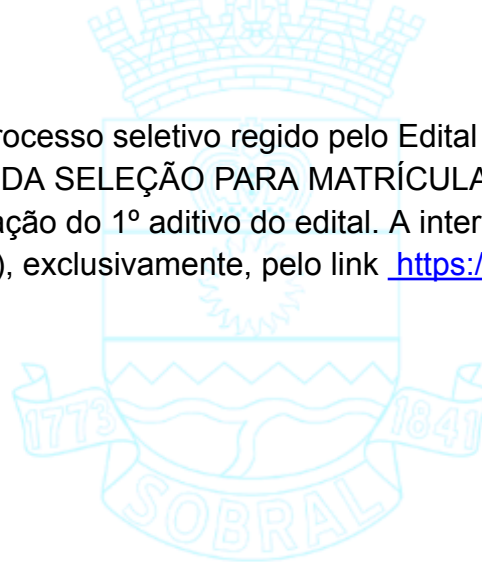 rocesso seletivo regido pelo Edital
DA SELEÇÃO PARA MATRÍCULA
ação do 1º aditivo do edital. A inter
), exclusivamente, pelo link https:/
1773
1841
SOBRAL